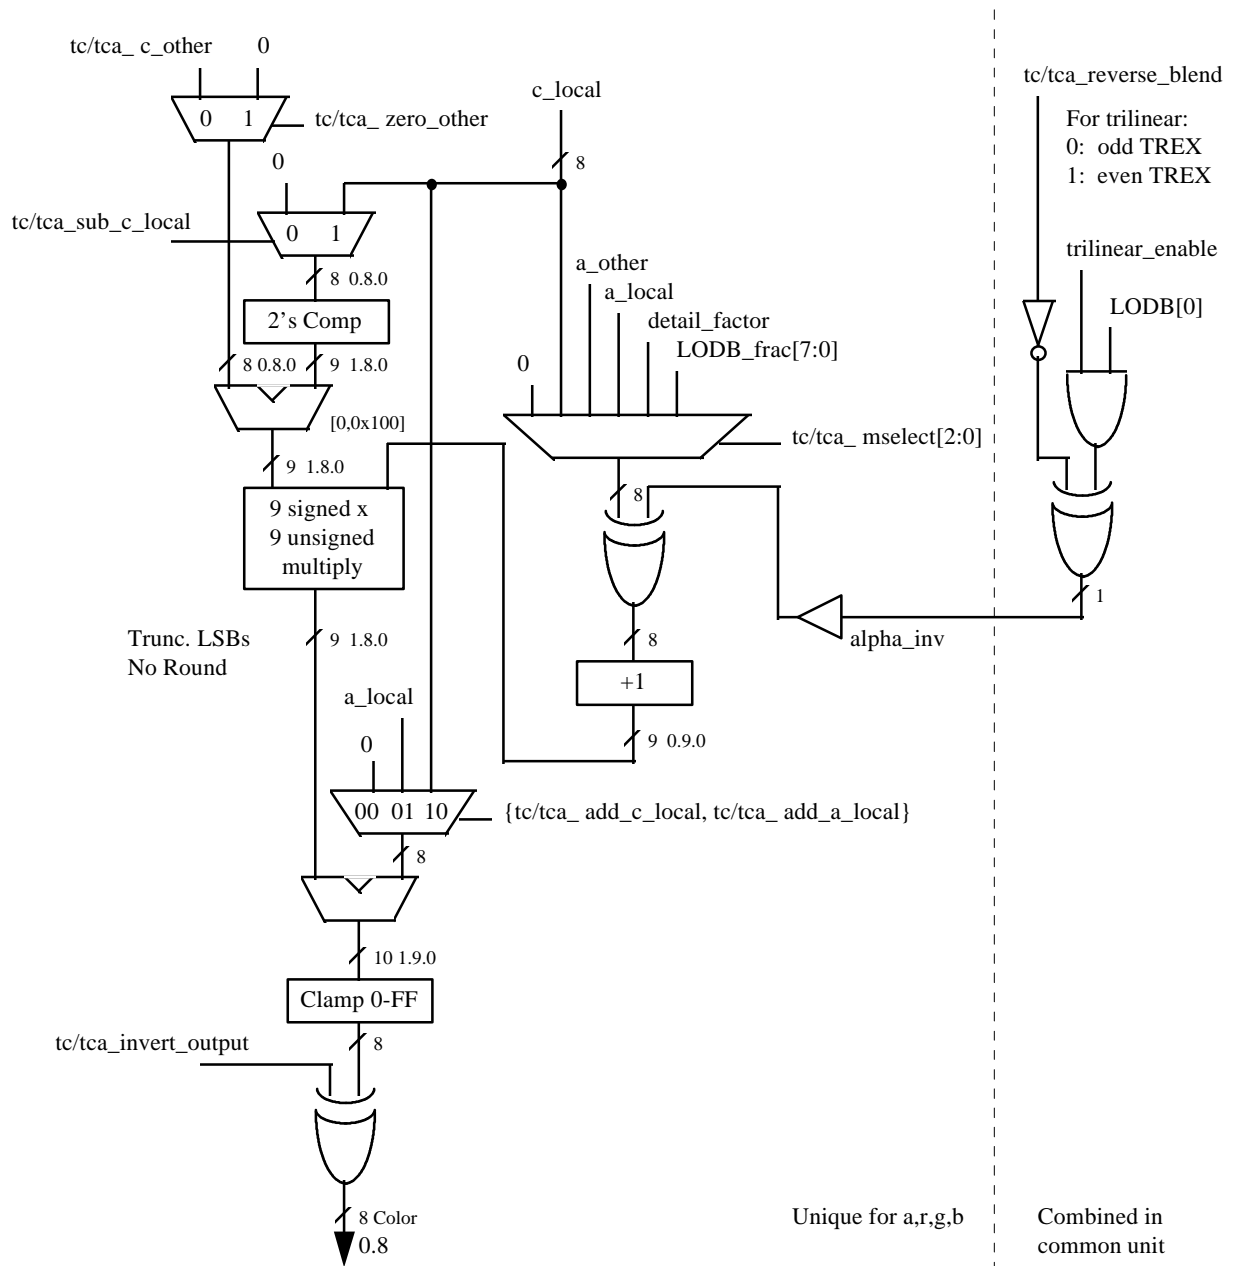 tc/tca_ c_other
0
0 1
tc/tca_ zero_other
c_local
8
tc/tca_reverse_blend
For trilinear:
0: odd TREX
1: even TREX
0
tc/tca_sub_c_local
0 1
8 0.8.0
2's Comp
8 0.8.0
9 1.8.0
trilinear_enable
LODB[0]
a_other
a_local
detail_factor
LODB_frac[7:0]
0
[0,0x100]
tc/tca_ mselect[2:0]
9 1.8.0
8
9 signed x
9 unsigned
multiply
1
alpha_inv
Trunc. LSBs
No Round
9 1.8.0
8
+1
9 0.9.0
a_local
0
00 01 10
{tc/tca_ add_c_local, tc/tca_ add_a_local}
8
10 1.9.0
Clamp 0-FF
tc/tca_invert_output
8
8 Color
0.8
Unique for a,r,g,b
Combined in
common unit